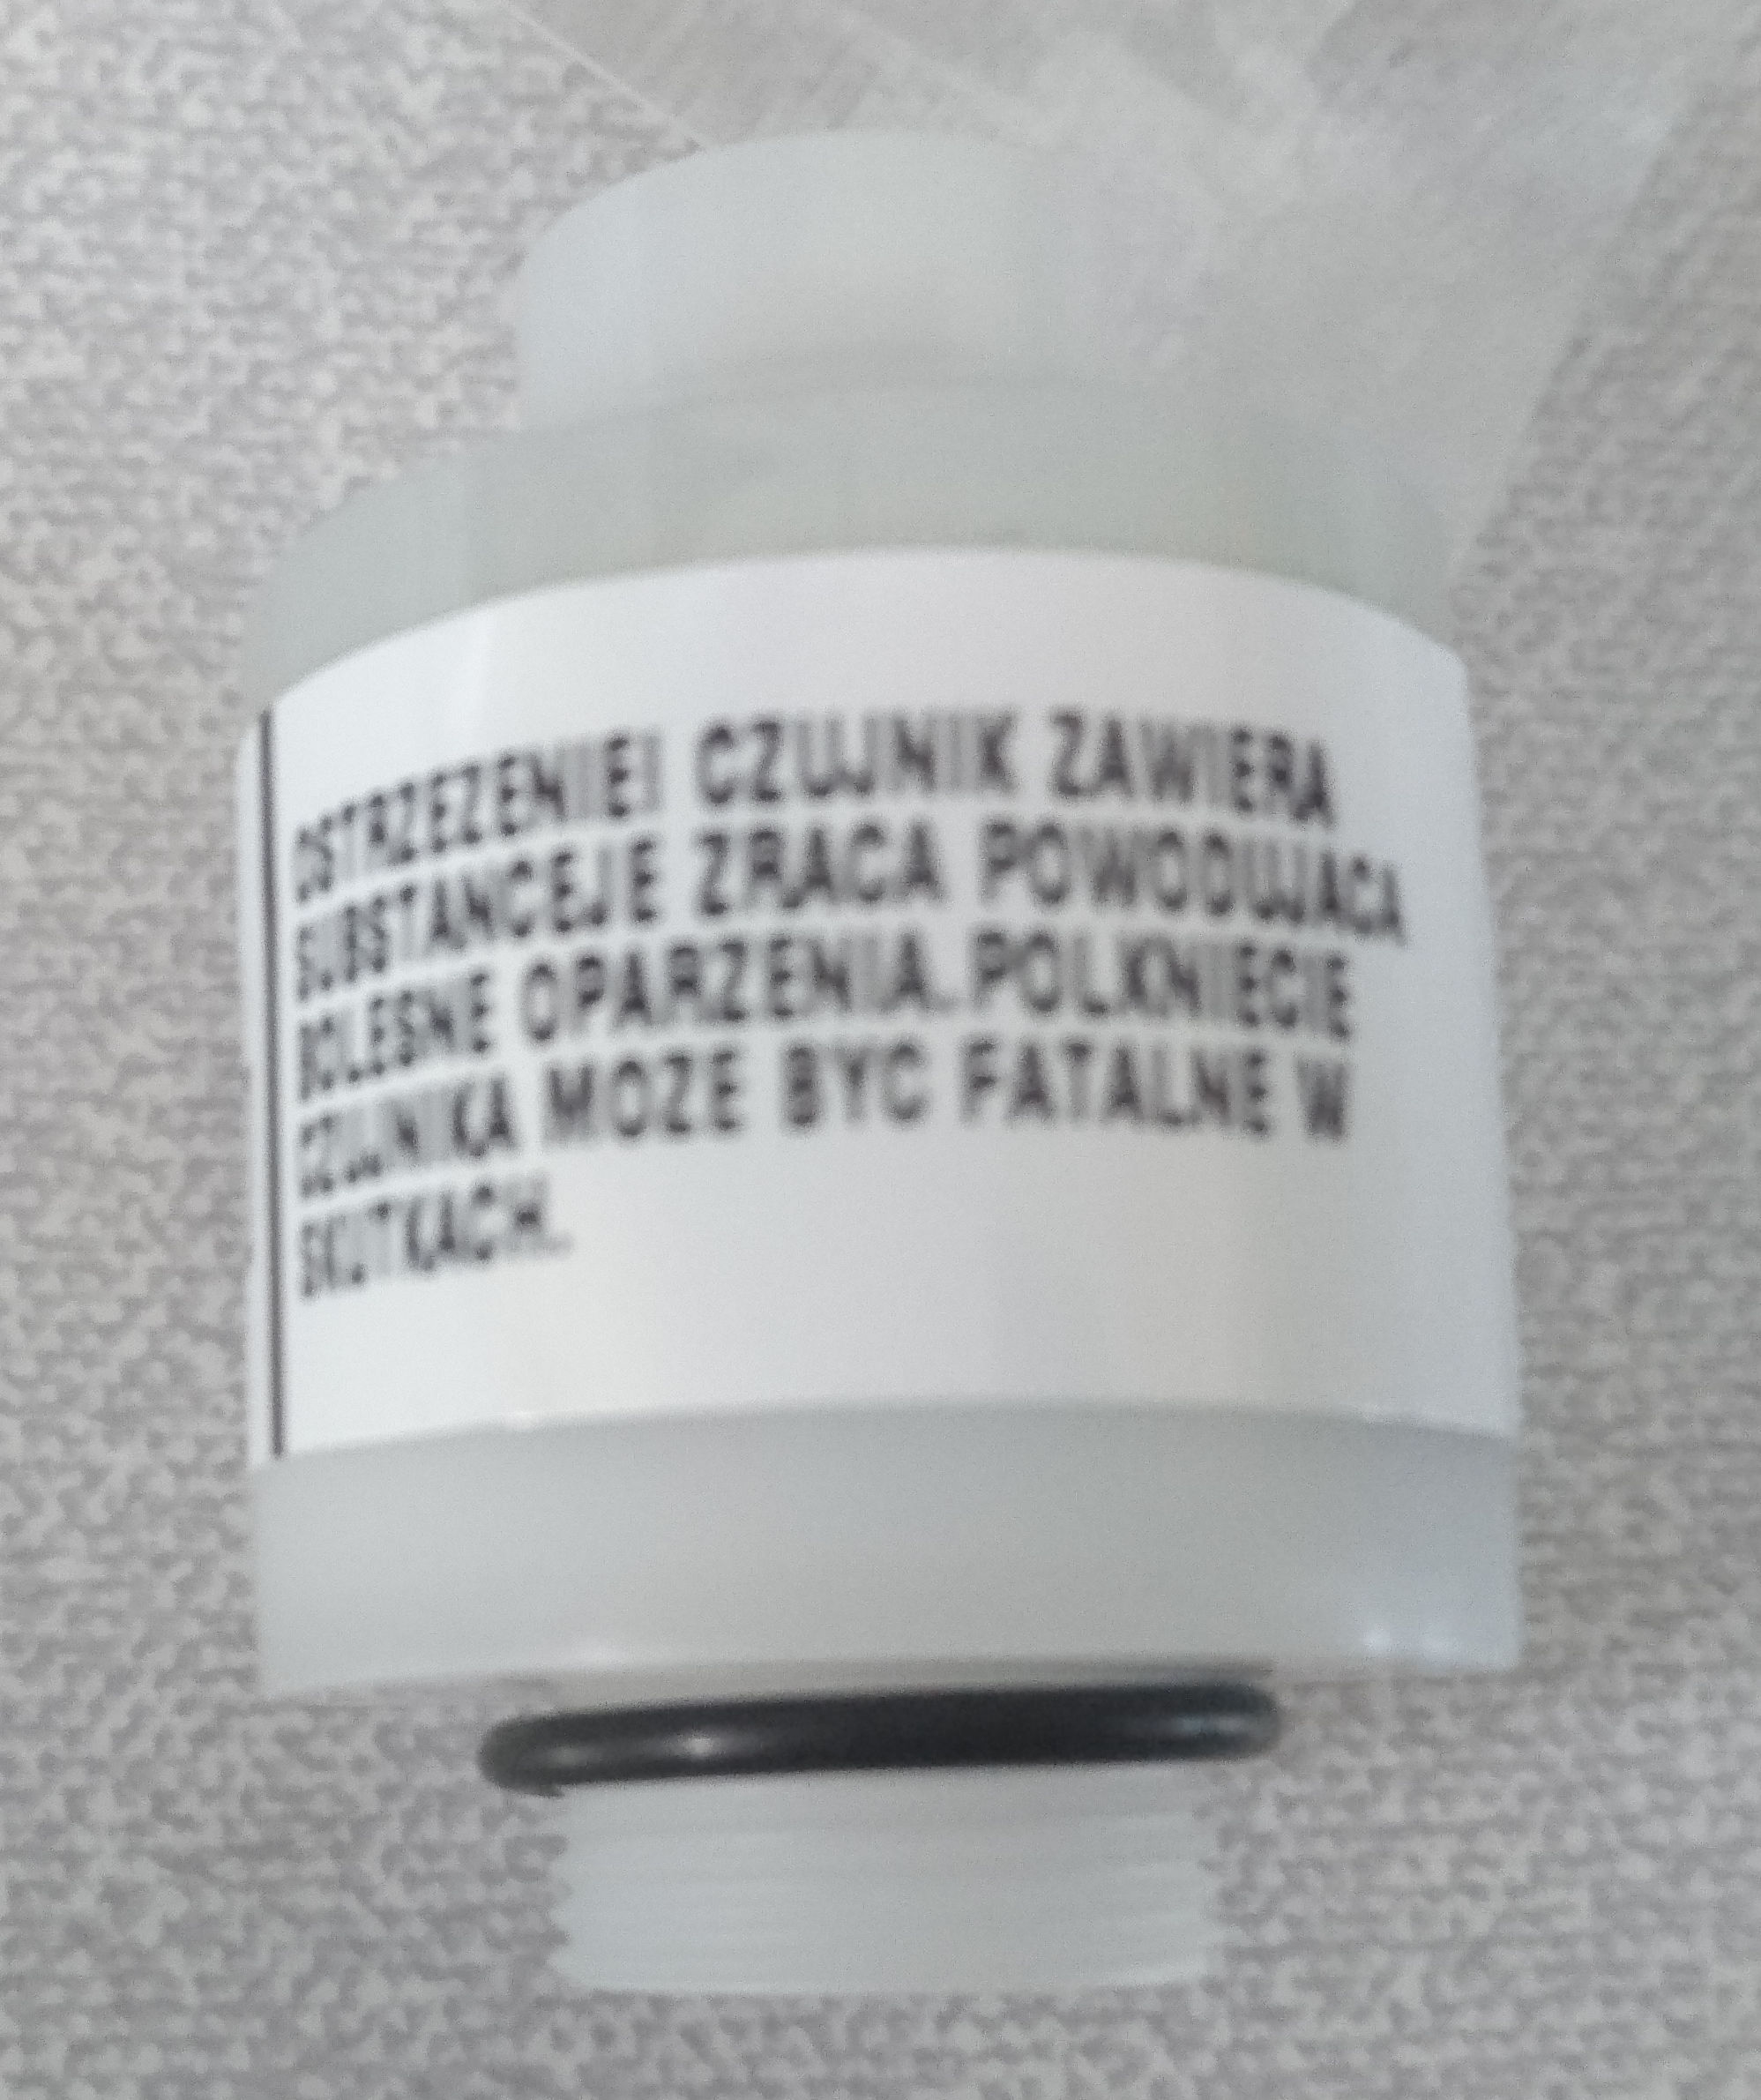 OSTRZEZENIE! CZUJNIK ZAWIERA
SUBSTANCEJE ZRACA POWODUJACA
BOLESNE OPARZENIA. POLKNIECIE
CZUJNIKA MOZE BYC FATALNE W
SKUTKACH.